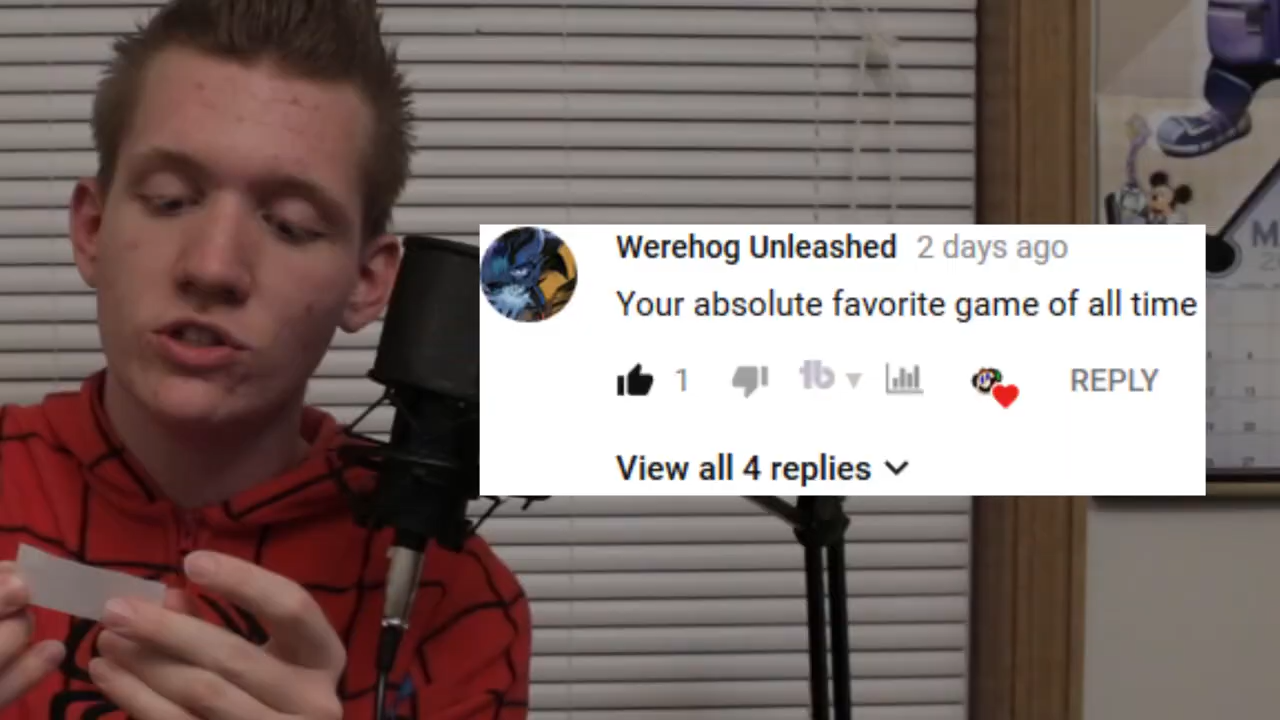 Werehog Unleashed 2 days ago
Your absolute favorite game of all time
1
REPLY
View all 4 replies